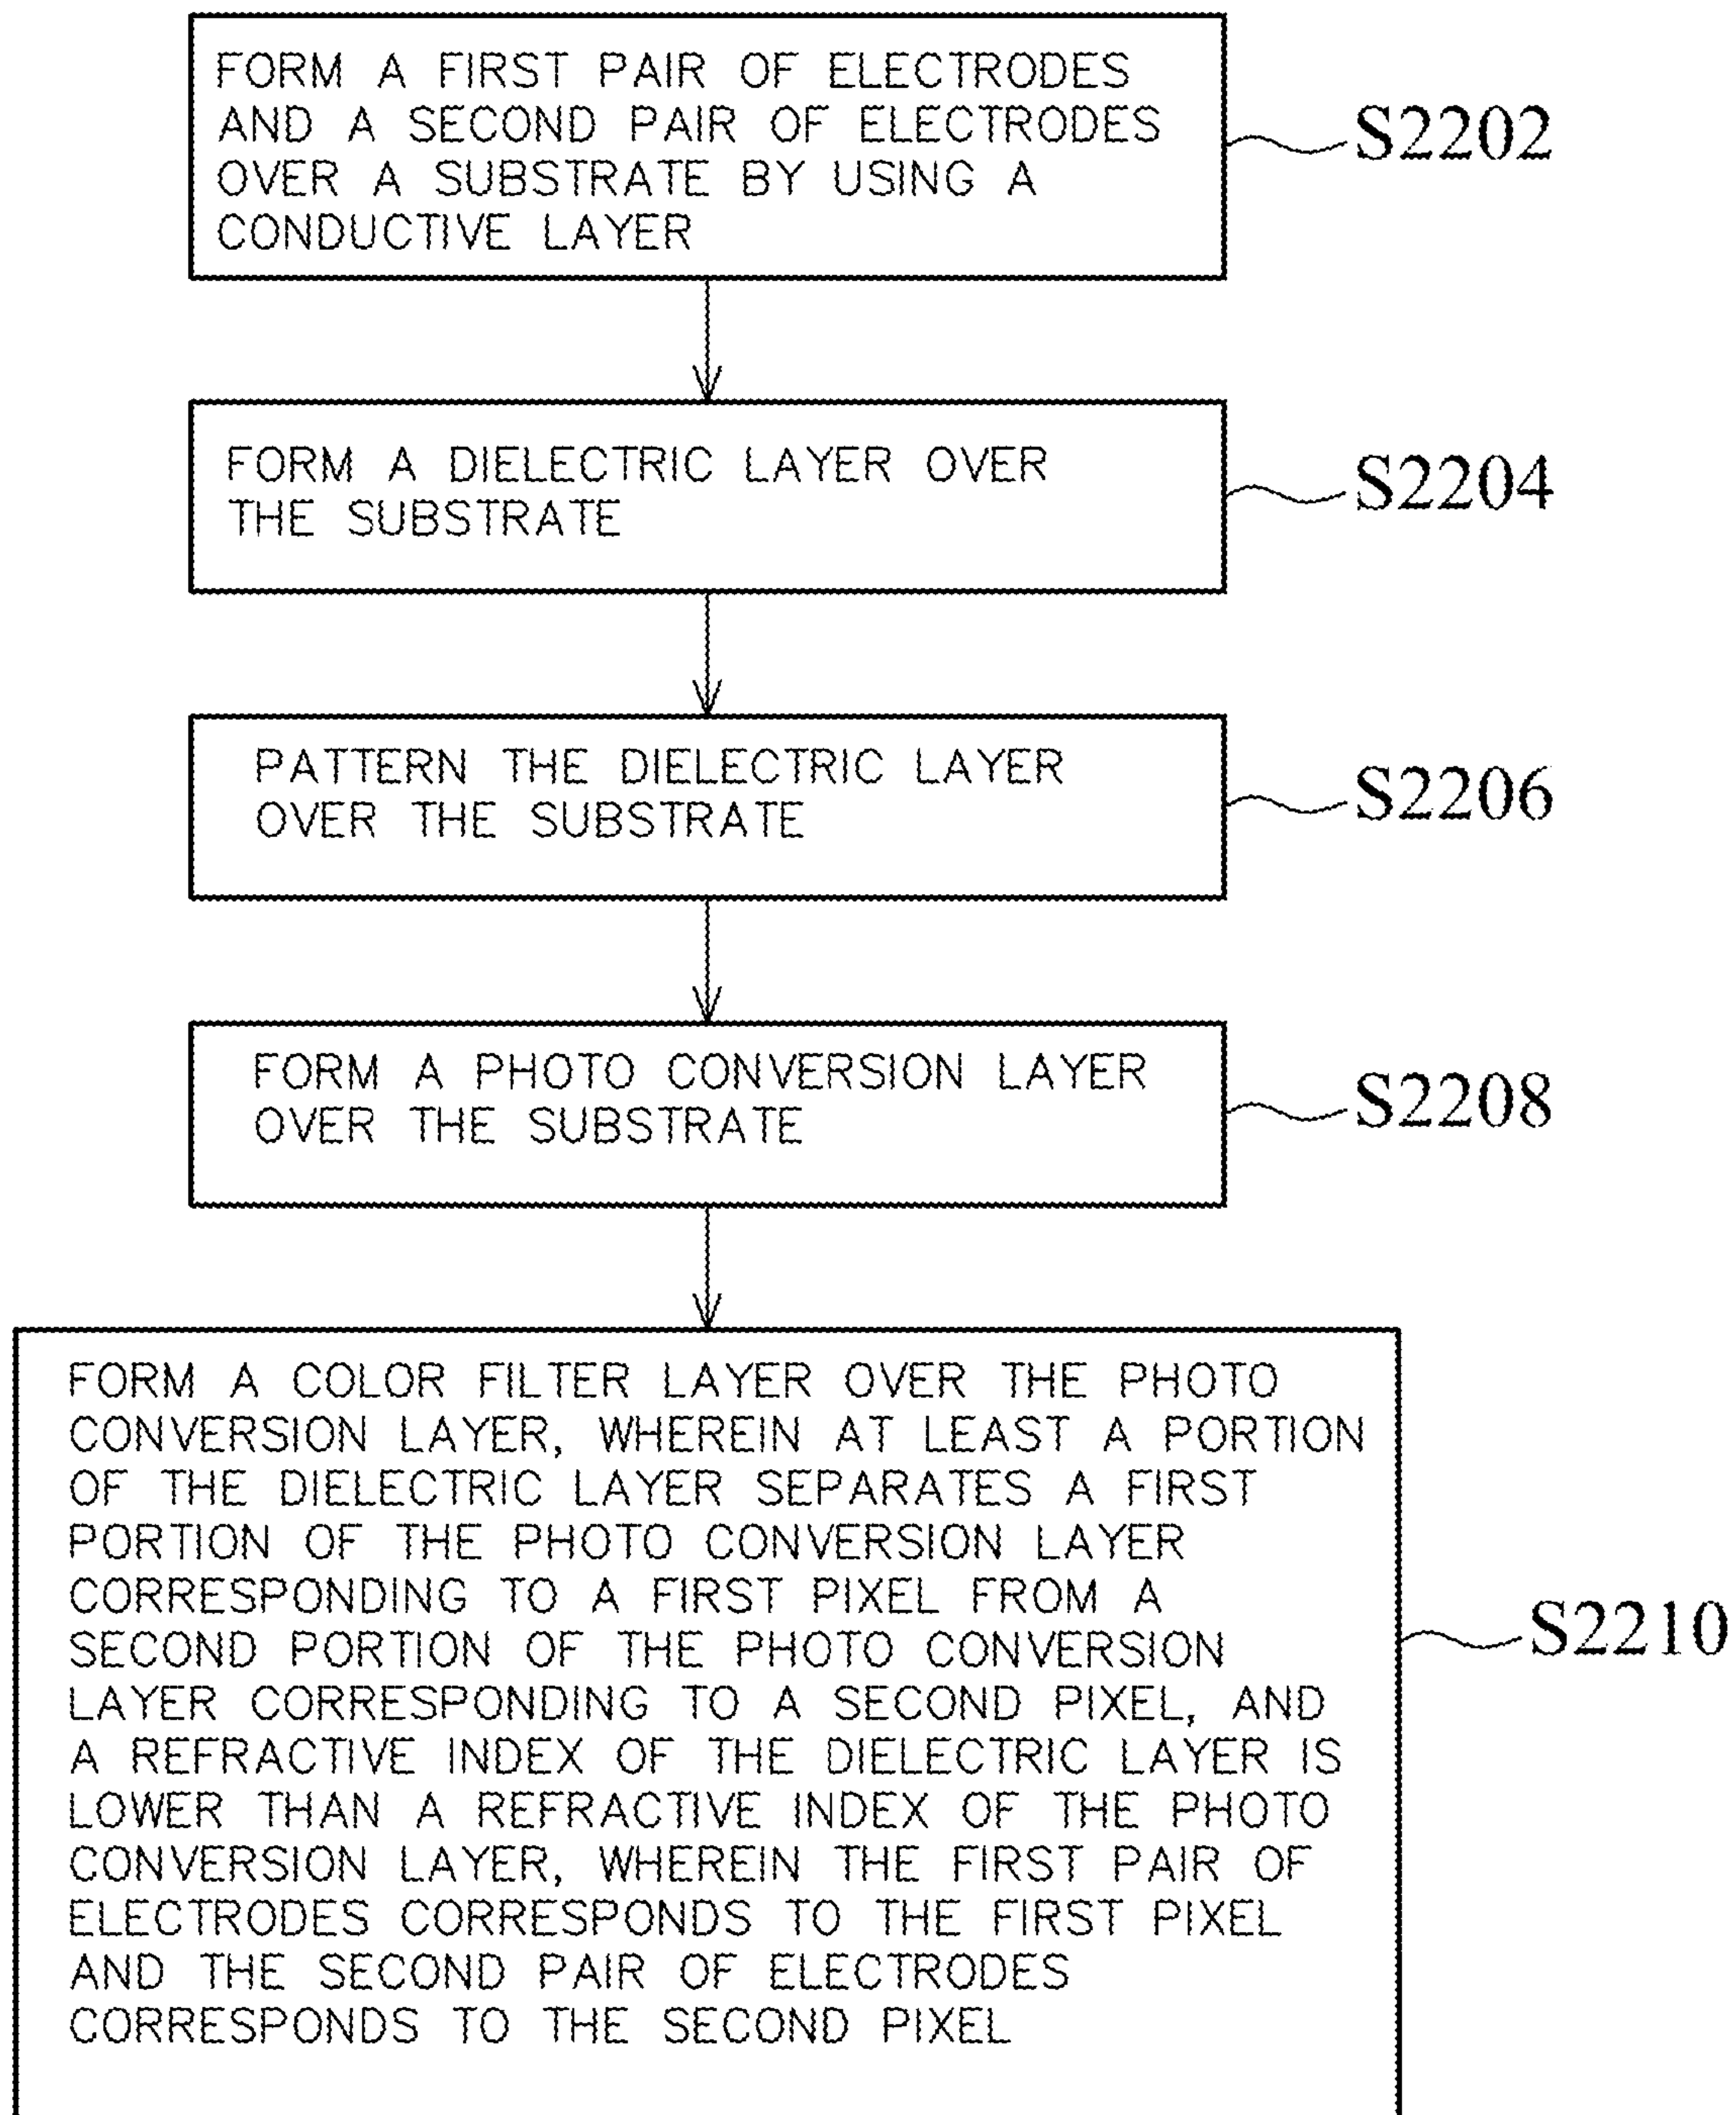 FORM A FIRST PAIR OF ELECTRODES
AND A SECOND PAIR OF ELECTRODES
OVER A SUBSTRATE BY USING A
CONDUCTIVE LAYER
S2202
FORM A DIELECTRIC LAYER OVER
THE SUBSTRATE
S2204
PATTERN THE DIELECTRIC LAYER
OVER THE SUBSTRATE
S2206
FORM A PHOTO CONVERSION LAYER
OVER THE SUBSTRATE
S2208
FORM A COLOR FILTER LAYER OVER THE PHOTO
CONVERSION LAYER, WHEREIN AT LEAST A PORTION
OF THE DIELECTRIC LAYER SEPARATES A FIRST
PORTION OF THE PHOTO CONVERSION LAYER
CORRESPONDING TO A FIRST PIXEL FROM A
SECOND PORTION OF THE PHOTO CONVERSION
LAYER CORRESPONDING TO A SECOND PIXEL, AND
A REFRACTIVE INDEX OF THE DIELECTRIC LAYER IS
LOWER THAN A REFRACTIVE INDEX OF THE PHOTO
CONVERSION LAYER, WHEREIN THE FIRST PAIR OF
ELECTRODES CORRESPONDS TO THE FIRST PIXEL
AND THE SECOND PAIR OF ELECTRODES
CORRESPONDS TO THE SECOND PIXEL
S2210